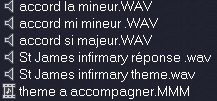 accord la mineur.WAV
accord mi mineur .WAV
accord si majeur.WAV
St James infirmary réponse .wav
St James infirmary theme.wav
theme a accompagner.MMM